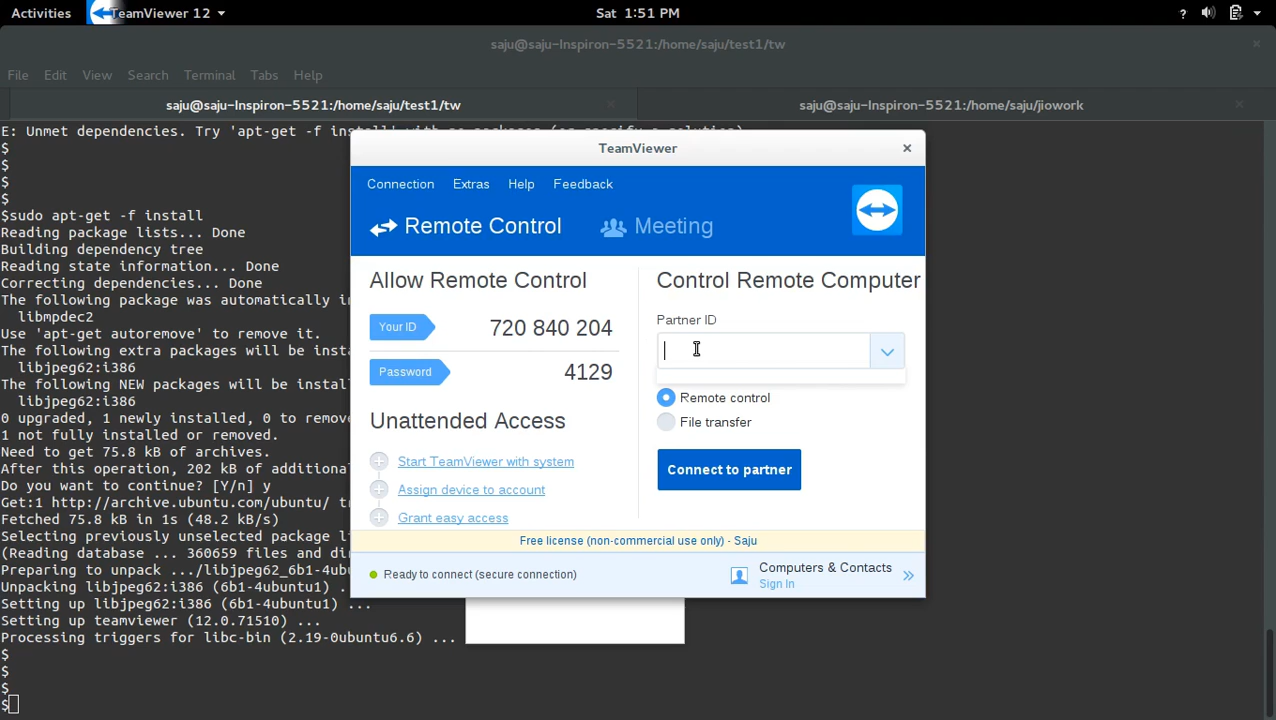 Activities
TeamViewer 12
Sat 1:51 PM
?
saju@saju-Inspiron-5521:/home/saju/test1/tw
File Edit View Search Terminal Tabs Help
saju@saju-Inspiron-5521:/home/saju/test1/tw
saju@saju-Inspiron-5521:/home/saju/jiowork
E: Unmet dependencies. Try 'apt-get -f install' with no packages (or specify a solution).
$
$
$
$
$sudo apt-get -f install
Reading package lists... Done
Building dependency tree
Reading state information... Done
Correcting dependencies... Done
The following package was automatically in
libmpdec2
Use 'apt-get autoremove' to remove it.
The following extra packages will be insta
libjpeg62:i386
The following NEW packages will be install
libjpeg62:i386
0 upgraded, 1 newly installed, 0 to remove
1 not fully installed or removed.
Need to get 75.8 kB of archives.
After this operation, 202 kB of additional
Do you want to continue? [Y/n] y
Get:1 http://archive.ubuntu.com/ubuntu/ tr
Fetched 75.8 kB in 1s (48.2 kB/s)
Selecting previously unselected package l
(Reading database ... 360659 files and dir
Preparing to unpack .../libjpeg62_6b1-4ubu
Unpacking libjpeg62:i386 (6b1-4ubuntu1) .
Setting up libjpeg62:i386 (6b1-4ubuntu1) ...
Setting up teamviewer (12.0.71510) ...
Processing triggers for libc-bin (2.19-0ubuntu6.6) ...
$
$
$
$
TeamViewer
Connection Extras Help Feedback
Remote Control
Meeting
Allow Remote Control
Your ID 720 840 204
Password 4129
Unattended Access
Start TeamViewer with system
Assign device to account
Grant easy access
Control Remote Computer
Partner ID
Remote control
File transfer
Connect to partner
Free license (non-commercial use only) - Saju
Ready to connect (secure connection)
Computers & Contacts
Sign In